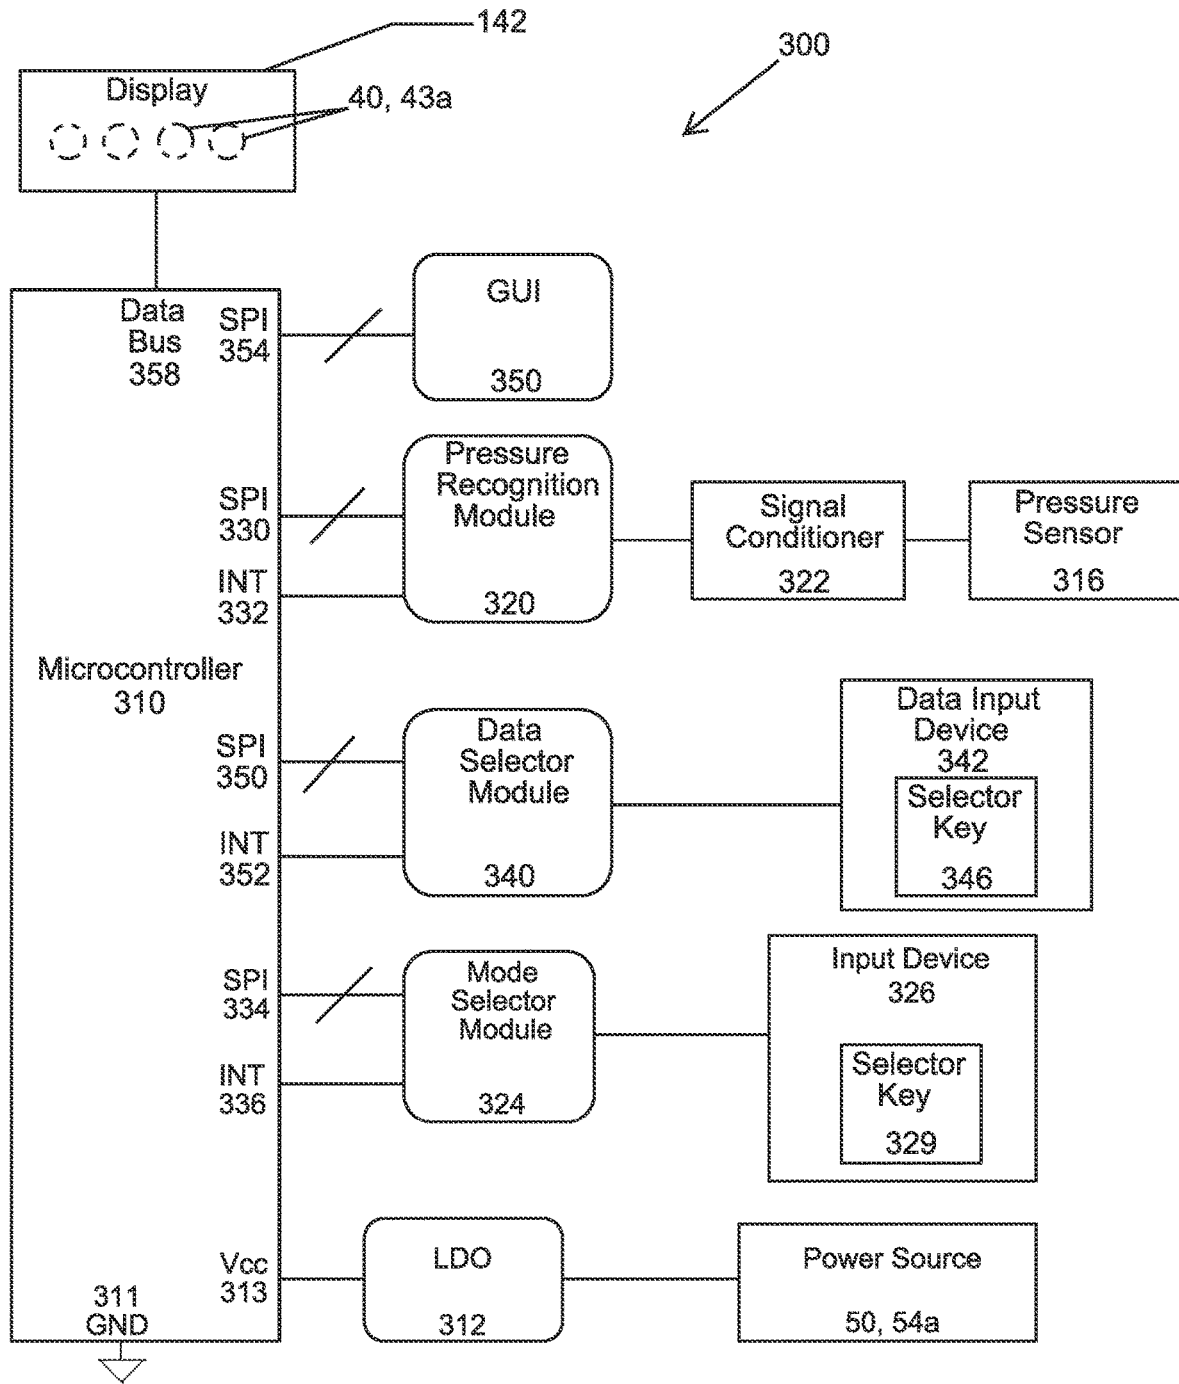 142
300
Display
40, 43a
Data
Bus
358
SPI
354
GUI
350
SPI
330
INT
332
Pressure
Recognition
Module
320
Signal
Conditioner
322
Pressure
Sensor
316
Microcontroller
310
SPI
350
INT
352
Data
Selector
Module
340
Data Input
Device
342
Selector
Key
346
SPI
334
INT
336
Mode
Selector
Module
324
Input Device
326
Selector
Key
329
Vcc
313
LDO
312
Power Source
50, 54a
311
GND